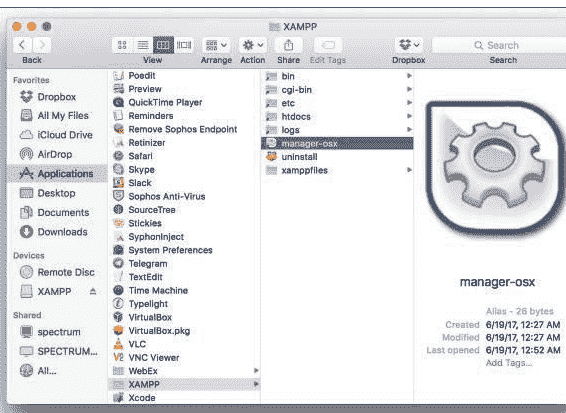 XAMPP
Search
Back
View
Arrange
Action
Share
Edit Tags
Dropbox
Search
Favorites
Dropbox
All My Files
iCloud Drive
AirDrop
Applications
Desktop
Documents
Downloads
Devices
Remote Disc
XAMPP
Shared
spectrum
SPECTRUM...
All...
Poedit
Preview
QuickTime Player
Reminders
Remove Sophos Endpoint
Retinizer
Safari
Skype
Slack
Sophos Anti-Virus
SourceTree
Stickies
SyphonInject
System Preferences
Telegram
TextEdit
Time Machine
Typelight
VirtualBox
VirtualBox.pkg
VLC
VNC Viewer
WebEx
XAMPP
Xcode
bin
cgi-bin
etc
htdocs
logs
manager-osx
uninstall
xamppfiles
manager-osx
Alias - 26 bytes
Created 6/19/17, 12:27 AM
Modified 6/19/17, 12:27 AM
Last opened 6/19/17, 12:52 AM
Add Tags...